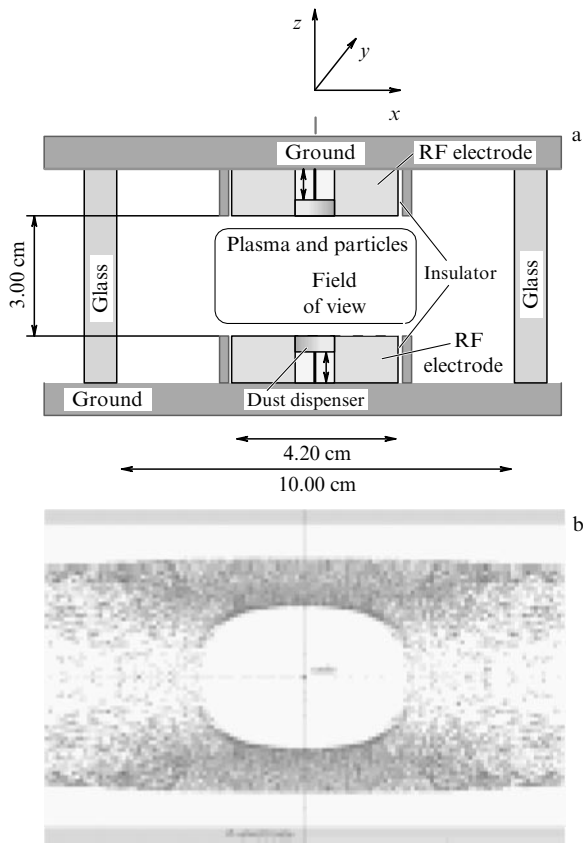 z
y
x
a
Ground
RF electrode
Plasma and particles
Field
of view
Insulator
Glass
Glass
3.00 cm
RF
electrode
Ground
Dust dispenser
4.20 cm
10.00 cm
b